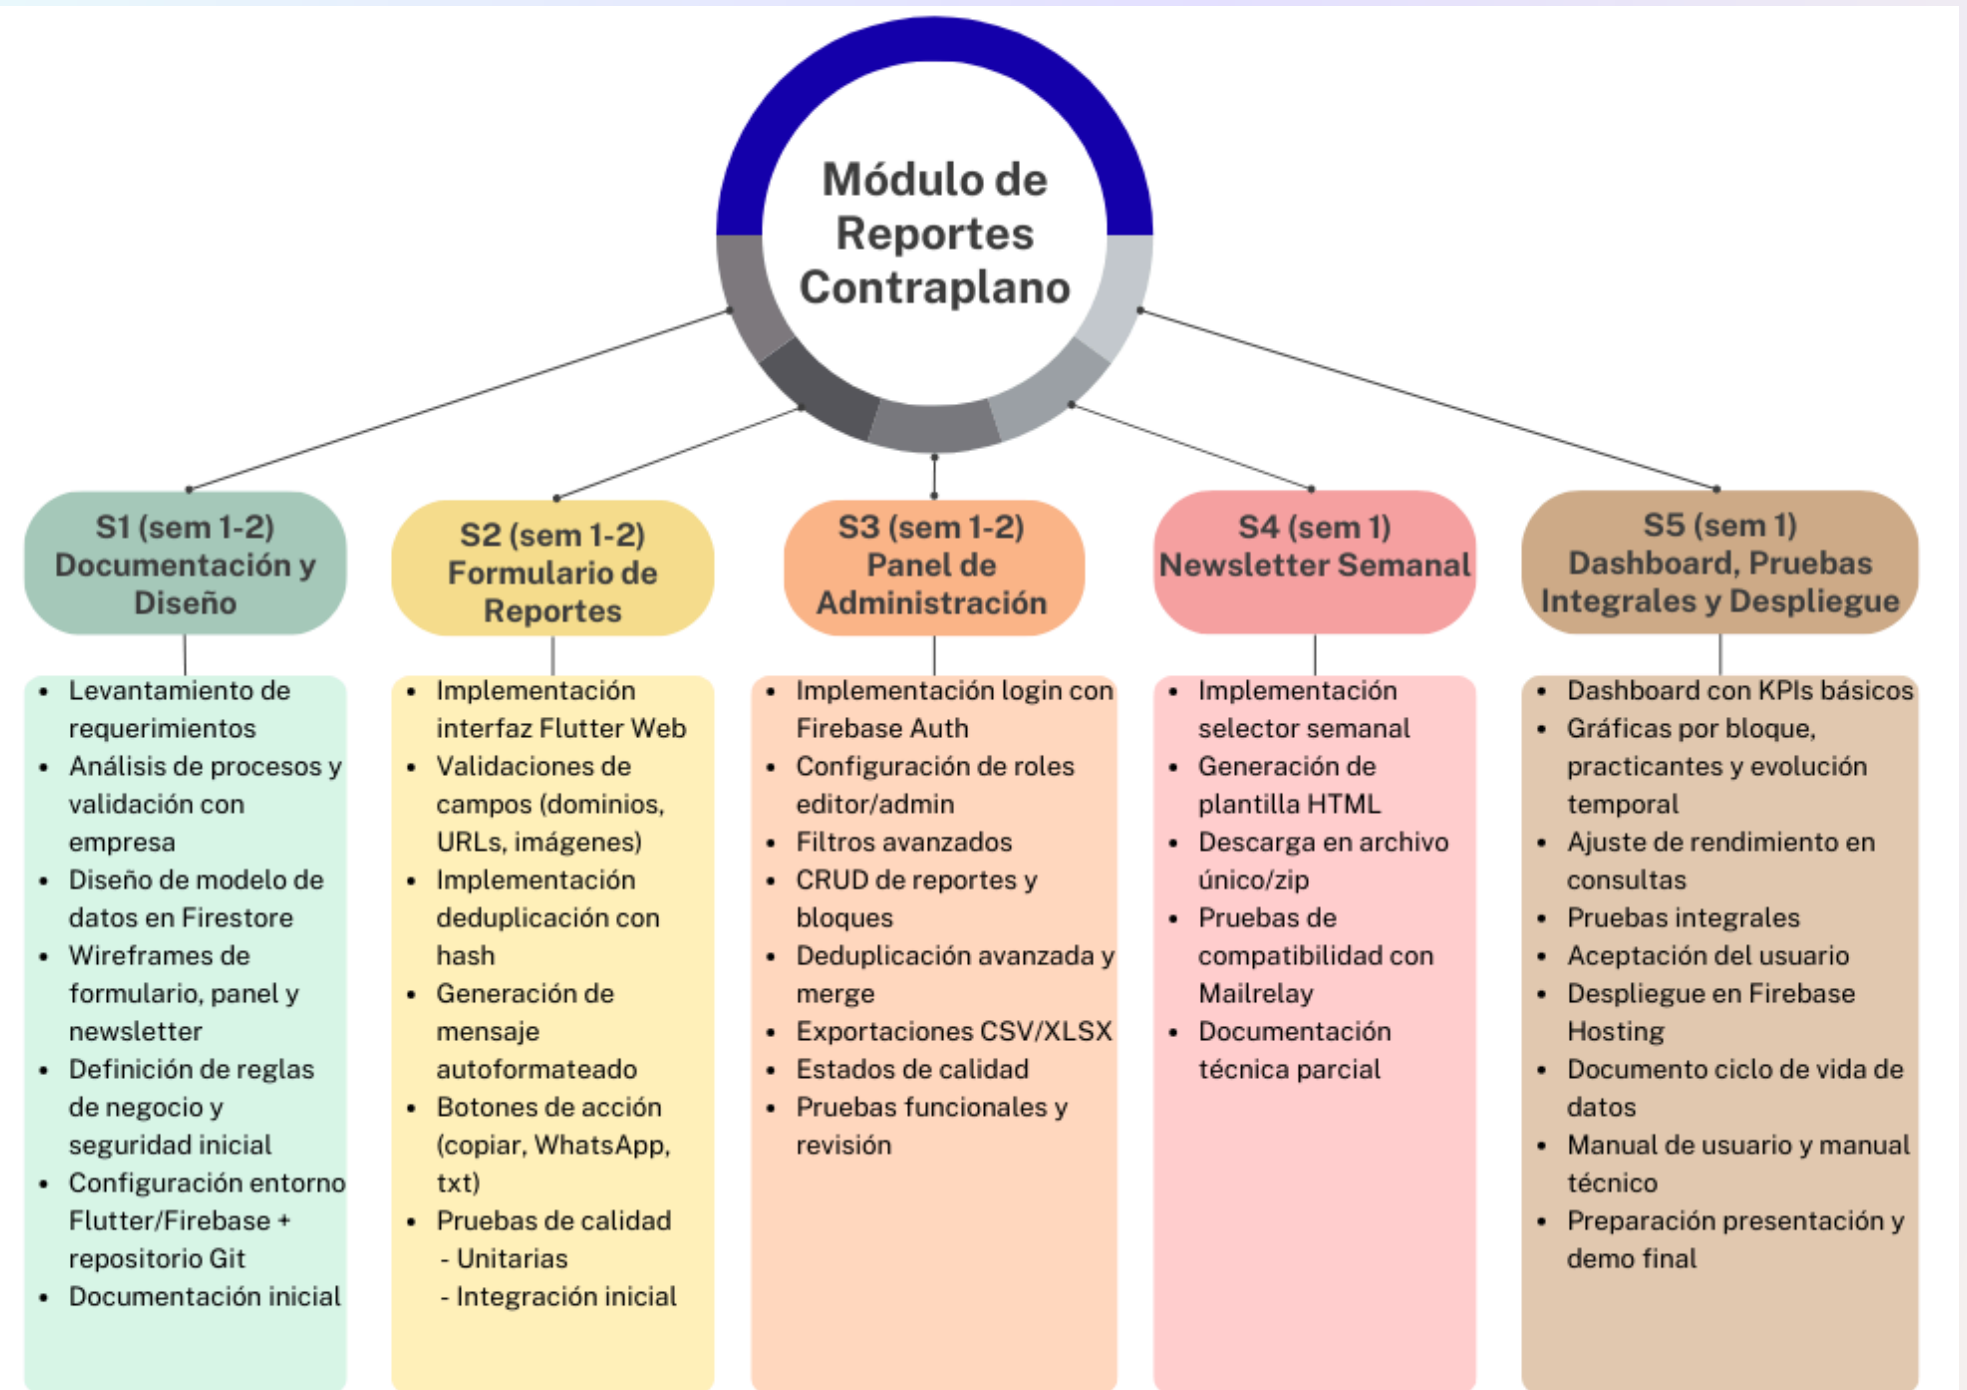 Módulo de
Reportes
Contraplano
S1 (sem 1-2)
Documentación y
Diseño
• Levantamiento de
requerimientos
• Análisis de procesos y
validación con
empresa
• Diseño de modelo de
datos en Firestore
• Wireframes de
formulario, panel y
newsletter
• Definición de reglas
de negocio y
seguridad inicial
• Configuración entorno
Flutter/Firebase +
repositorio Git
• Documentación inicial
S2 (sem 1-2)
Formulario de
Reportes
• Implementación
interfaz Flutter Web
• Validaciones de
campos (dominios,
URLs, imágenes)
• Implementación
deduplicación con
hash
• Generación de
mensaje
autoformateado
• Botones de acción
(copiar, WhatsApp,
txt)
• Pruebas de calidad
- Unitarias
- Integración inicial
S3 (sem 1-2)
Panel de
Administración
• Implementación login con
Firebase Auth
• Configuración de roles
editor/admin
• Filtros avanzados
• CRUD de reportes y
bloques
• Deduplicación avanzada y
merge
• Exportaciones CSV/XLSX
• Estados de calidad
• Pruebas funcionales y
revisión
S4 (sem 1)
Newsletter Semanal
• Implementación
selector semanal
• Generación de
plantilla HTML
• Descarga en archivo
único/zip
• Pruebas de
compatibilidad con
Mailrelay
• Documentación
técnica parcial
S5 (sem 1)
Dashboard, Pruebas
Integrales y Despliegue
• Dashboard con KPIs básicos
• Gráficas por bloque,
practicantes y evolución
temporal
• Ajuste de rendimiento en
consultas
• Pruebas integrales
• Aceptación del usuario
• Despliegue en Firebase
Hosting
• Documento ciclo de vida de
datos
• Manual de usuario y manual
técnico
• Preparación presentación y
demo final